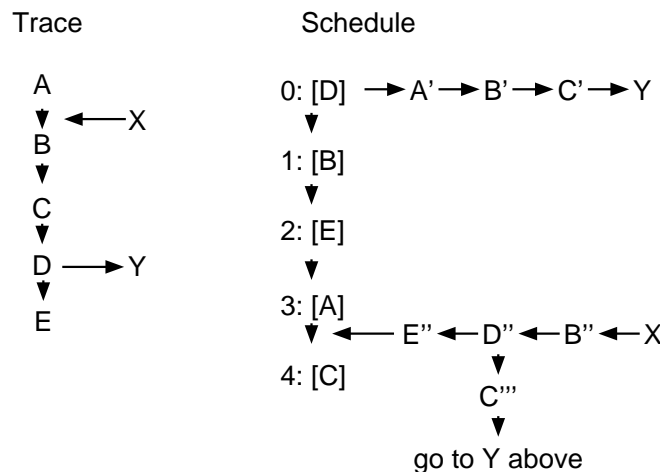 Trace Schedule
A
0: [D] A' B' C' Y
X
B
1: [B]
C
2: [E]
D Y
3: [A]
E
E'' D'' B'' X
4: [C]
C'''
go to Y above